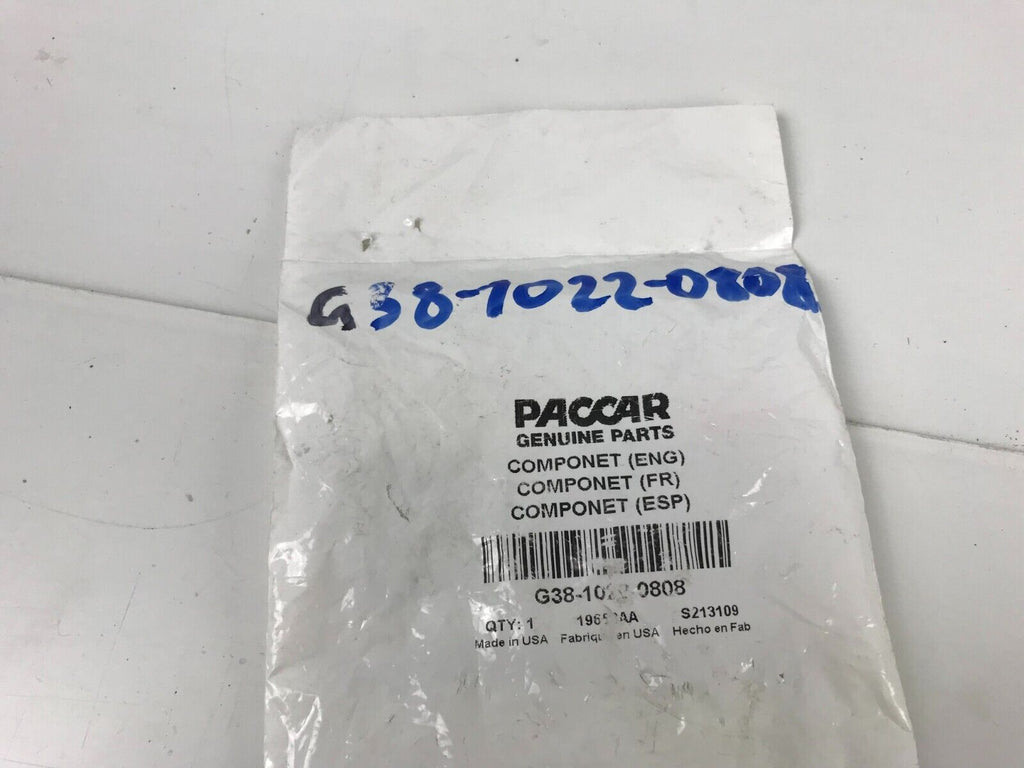 G38-1022-0808
PACCAR
GENUINE PARTS
COMPONET (ENG)
COMPONET (FR)
COMPONET (ESP)
QTY: 1 S213109
Made in USA en USA Hecho en Fab